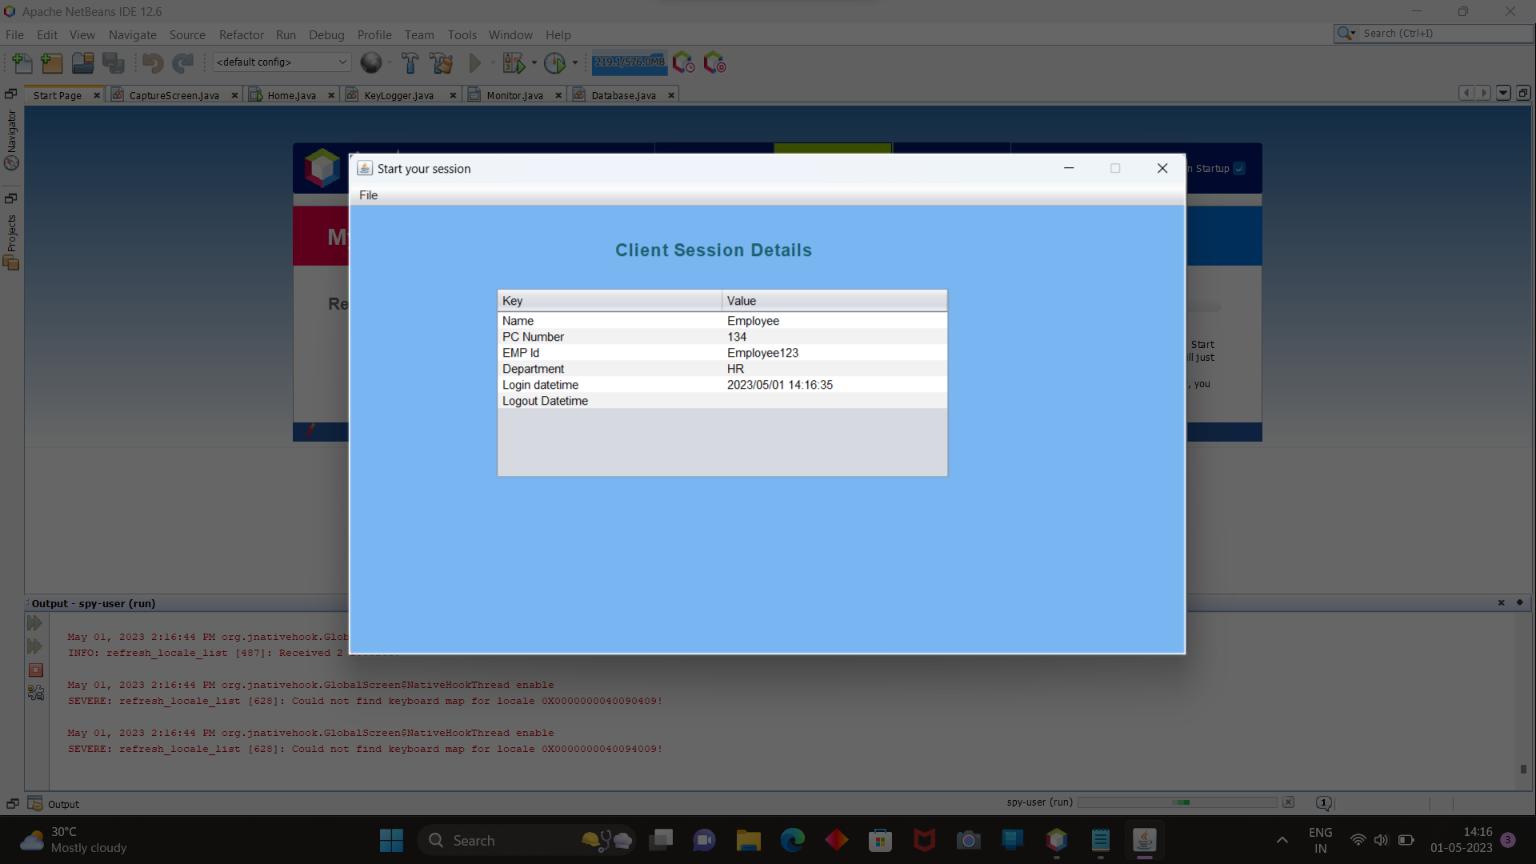 Apache NetBeans IDE 12.6
File Edit View Navigate Source Refactor Run Debug Profile Team Tools Window Help
Search (Ctrl+I)
<default config>
219.1/576.0MB
Start Page CaptureScreen.java Home.java KeyLogger.java Monitor.java Database.java
Navigator
Projects
Start your session
n Startup
File
M
Client Session Details
Re
Key Value
Name Employee
PC Number 134
EMP Id Employee123
Department HR
Login datetime 2023/05/01 14:16:35
Logout Datetime
Start
ll just
, you
Output - spy-user (run)
May 01, 2023 2:16:44 PM org.jnativehook.Glo
INFO: refresh_locale_list [487]: Received 2
May 01, 2023 2:16:44 PM org.jnativehook.GlobalScreen$NativeHookThread enable
SEVERE: refresh_locale_list [628]: Could not find keyboard map for locale 0X0000000040090409!
May 01, 2023 2:16:44 PM org.jnativehook.GlobalScreen$NativeHookThread enable
SEVERE: refresh_locale_list [628]: Could not find keyboard map for locale 0X0000000040094009!
Output
spy-user (run)
1
30°C
Mostly cloudy
Search
ENG
IN
14:16
01-05-2023
3